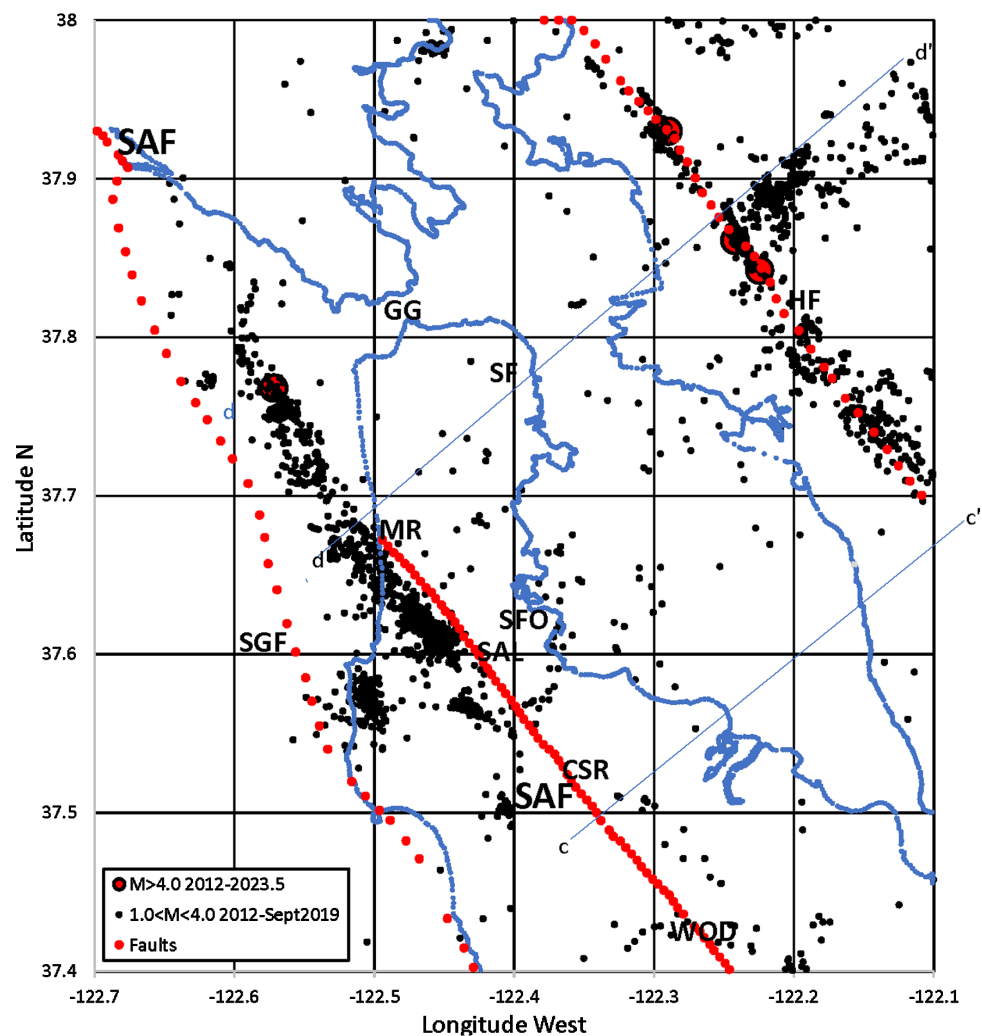 38
d'
SAF
37.9
HF
GG
37.8
SF
d
Latitude N
37.7
c'
MR
d
SFO
SGF
SAL
37.6
CSR
SAF
37.5
c
M>4.0 2012-2023.5
1.0<M<4.0 2012-Sept2019
Faults
WOD
37.4
-122.7 -122.6 -122.5 -122.4 -122.3 -122.2 -122.1
Longitude West